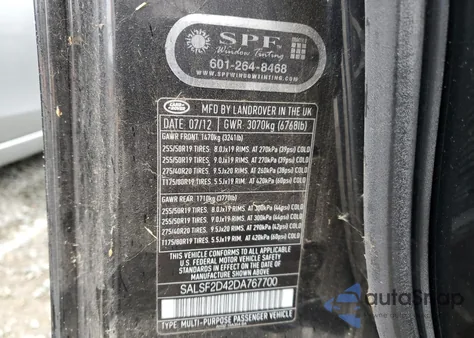 SPF
Window Tinting
601-264-8468
WWW.SPFWINDOWTINTING.COM
LAND ROVER
MFD BY LANDROVER IN THE UK
DATE: 07/12 GWR: 3070kg (6768lb)
GAWR FRONT: 1470kg (3241lb)
255/50R19 TIRES. 8.0Jx19 RIMS. AT 270kPa (39psi) COLD
255/50R19 TIRES. 9.0Jx19 RIMS. AT 270kPa (39psi) COLD
275/40R20 TIRES. 9.5Jx20 RIMS. AT 260kPa (38psi) COLD
T175/80R19 TIRES. 5.5Jx19 RIM. AT 420kPa (60psi) COLD
GAWR REAR: 1710kg (3770lb)
255/50R19 TIRES. 8.0Jx19 RIMS. AT 300kPa (44psi) COLD
255/50R19 TIRES. 9.0Jx19 RIMS. AT 300kPa (44psi) COLD
275/40R20 TIRES. 9.5Jx20 RIMS. AT 290kPa (42psi) COLD
T175/80R19 TIRES. 5.5Jx19 RIM. AT 420kPa (60psi) COLD
THIS VEHICLE CONFORMS TO ALL APPLICABLE
U.S. FEDERAL MOTOR VEHICLE SAFETY
STANDARDS IN EFFECT ON THE DATE OF
MANUFACTURE SHOWN ABOVE.
SALSF2D42DA767700
TYPE: MULTI-PURPOSE PASSENGER VEHICLE
autoSnap